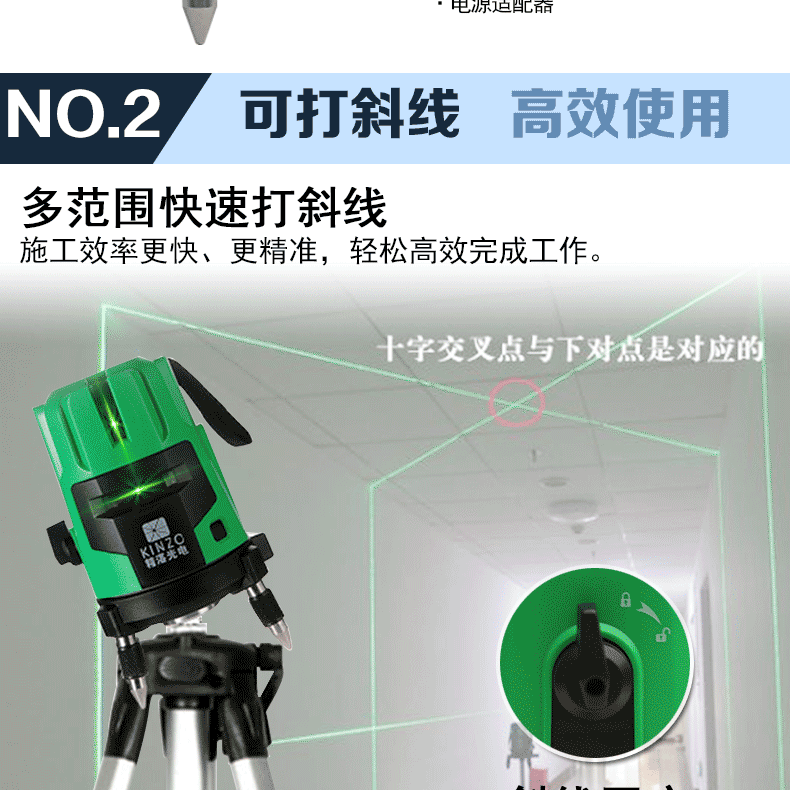 · 电源适配器
NO.2 可打斜线 高效使用
多范围快速打斜线
施工效率更快、更精准，轻松高效完成工作。
十字交叉点与下对点是对应的
KINZO
精洛光电